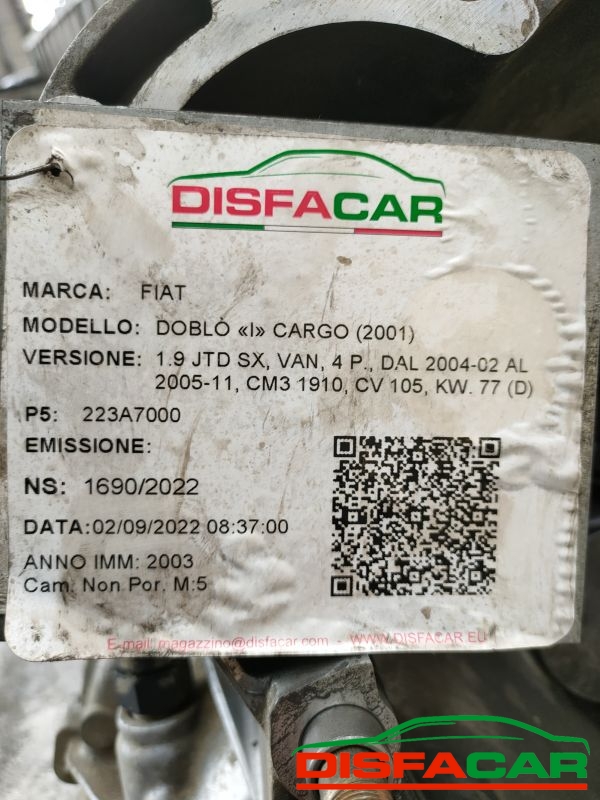 DISFACAR
MARCA: FIAT
MODELLO: DOBLÒ «I» CARGO (2001)
VERSIONE: 1.9 JTD SX, VAN, 4 P., DAL 2004-02 AL
2005-11, CM3 1910, CV 105, KW. 77 (D)
P5: 223A7000
EMISSIONE:
NS: 1690/2022
DATA:02/09/2022 08:37:00
ANNO IMM: 2003
Cam. Non Por. M:5
E-mail: magazzino@disfacar.com - WWW.DISFACAR.EU
DISFACAR